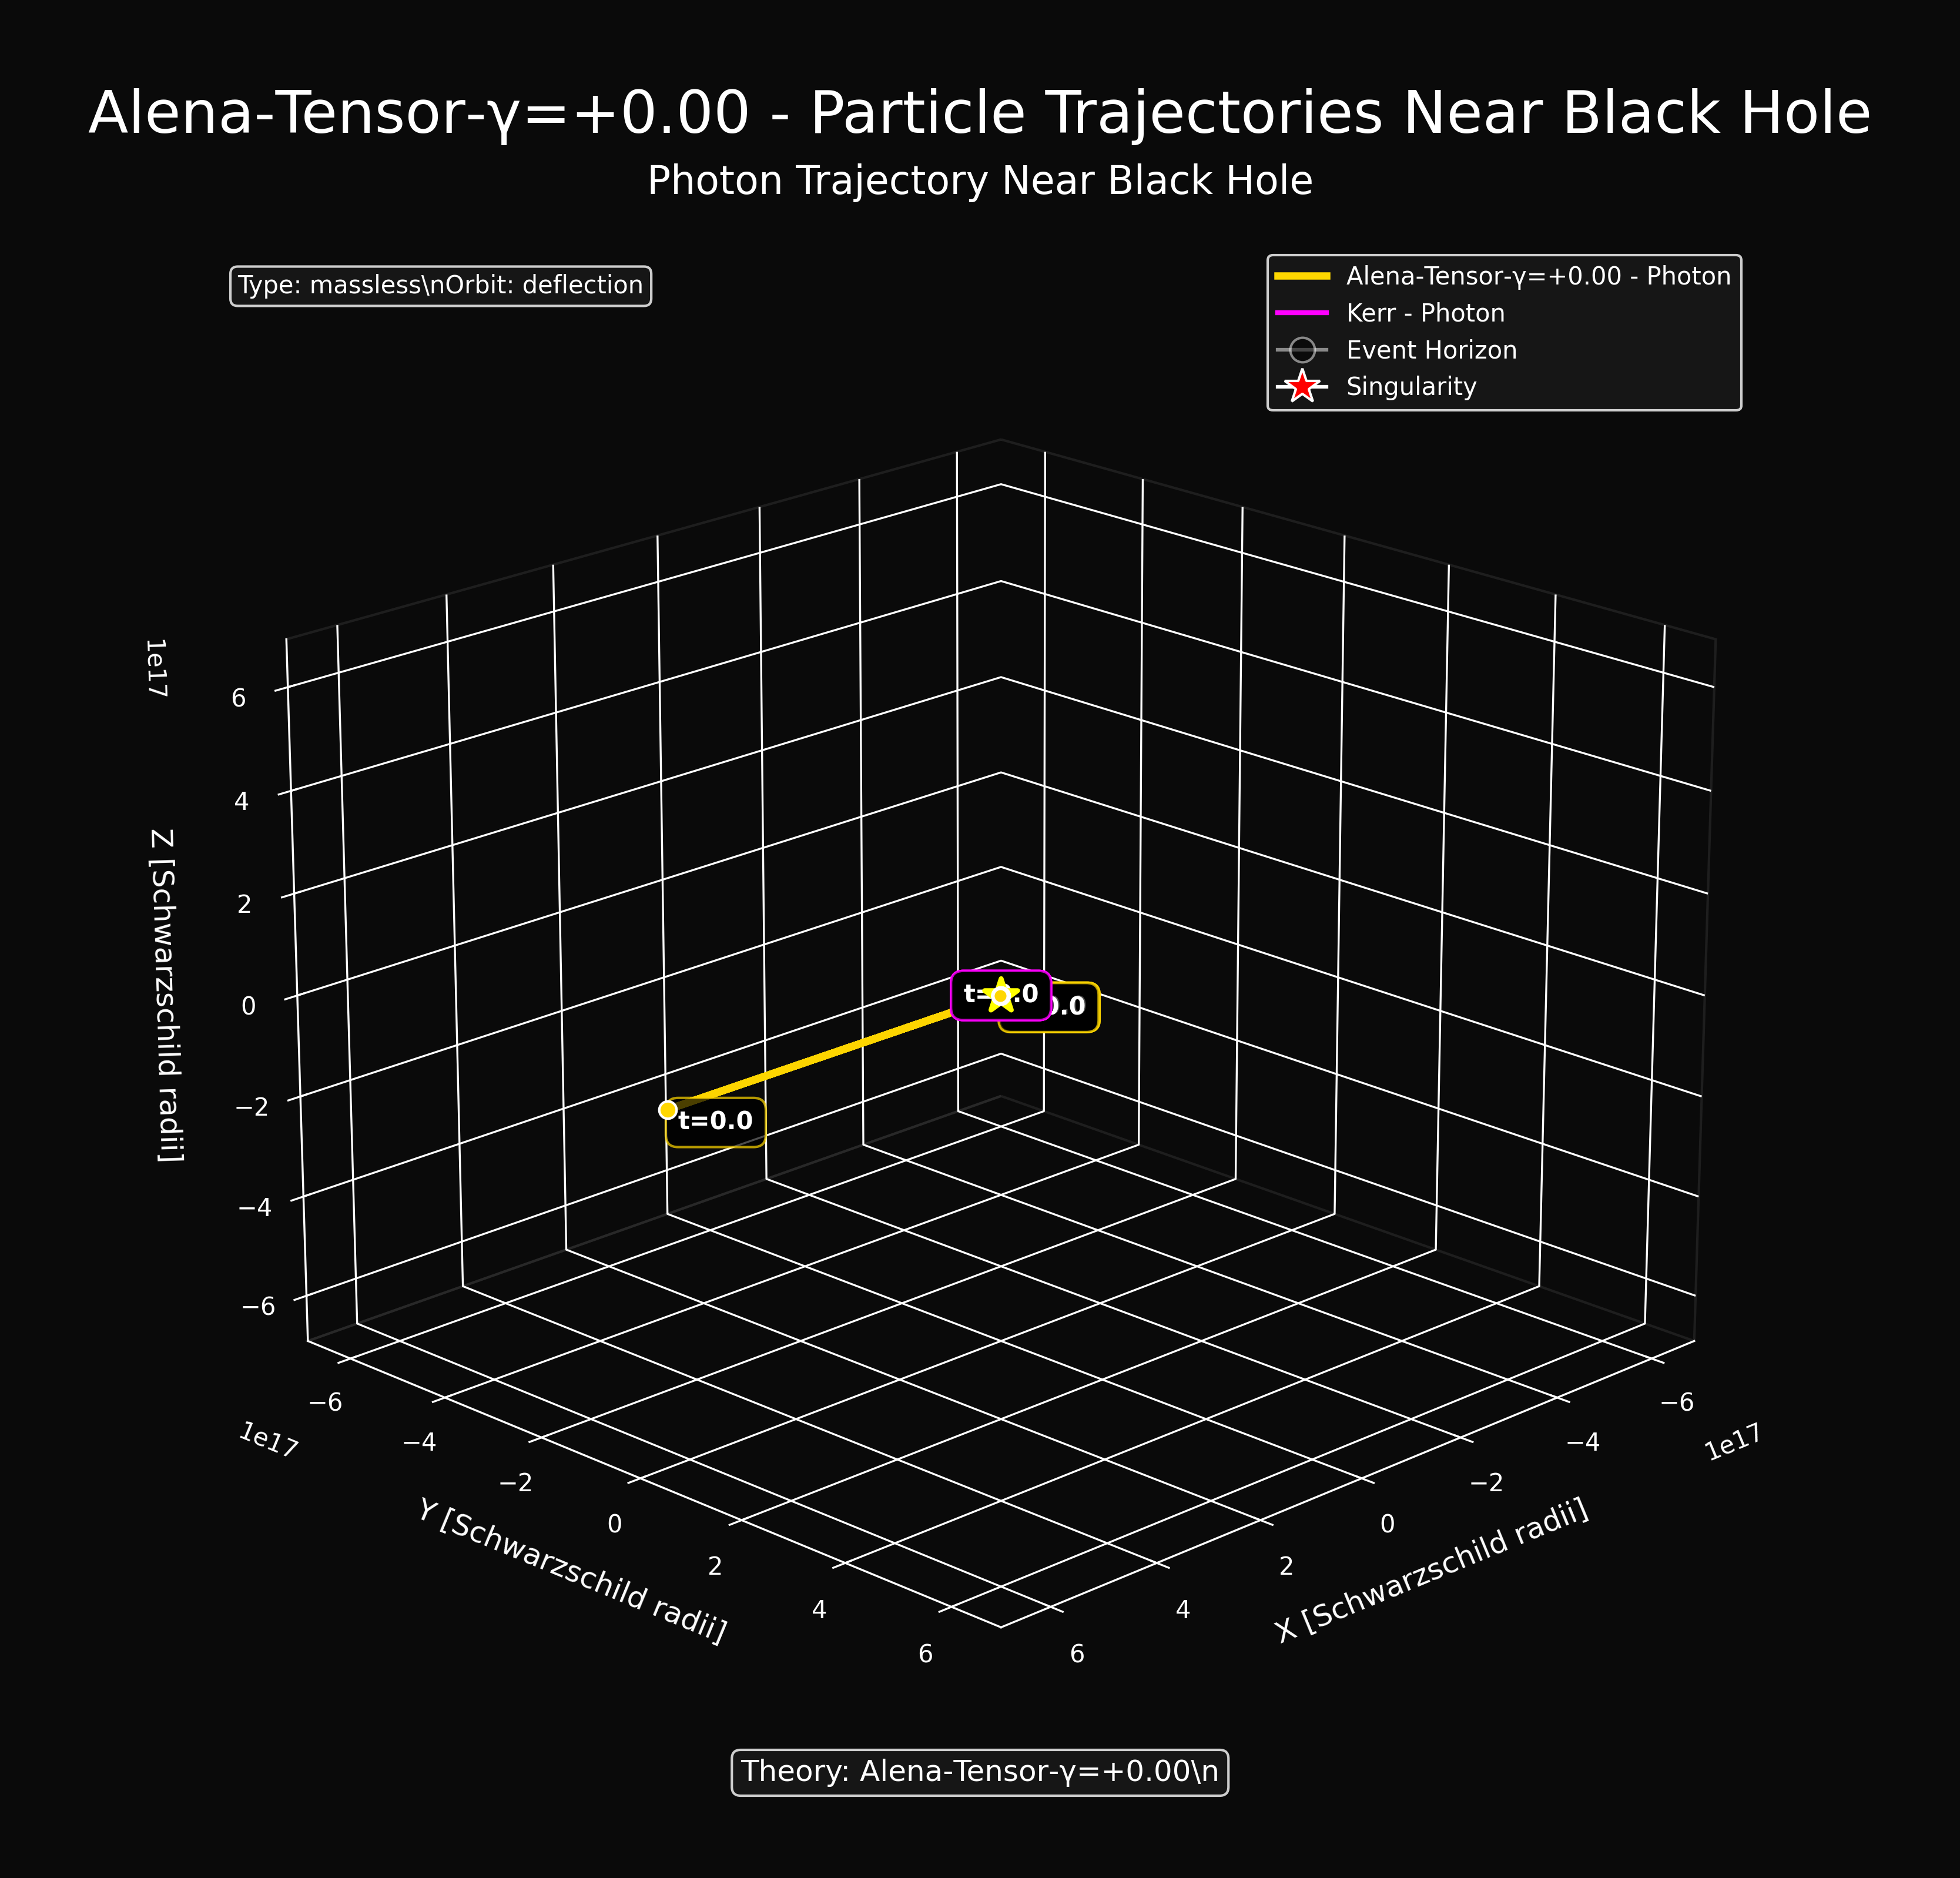 Alena-Tensor-γ=+0.00 - Particle Trajectories Near Black Hole
Photon Trajectory Near Black Hole
Type: massless\nOrbit: deflection
Alena-Tensor-γ=+0.00 - Photon
Kerr - Photon
Event Horizon
Singularity
1e17
6
4
2
0
−2
−4
−6
Z [Schwarzschild radii]
t=0.0
−6
−4
−2
0
2
4
6
1e17
Y [Schwarzschild radii]
6
4
2
0
−2
−4
−6
1e17
X [Schwarzschild radii]
Theory: Alena-Tensor-γ=+0.00\n